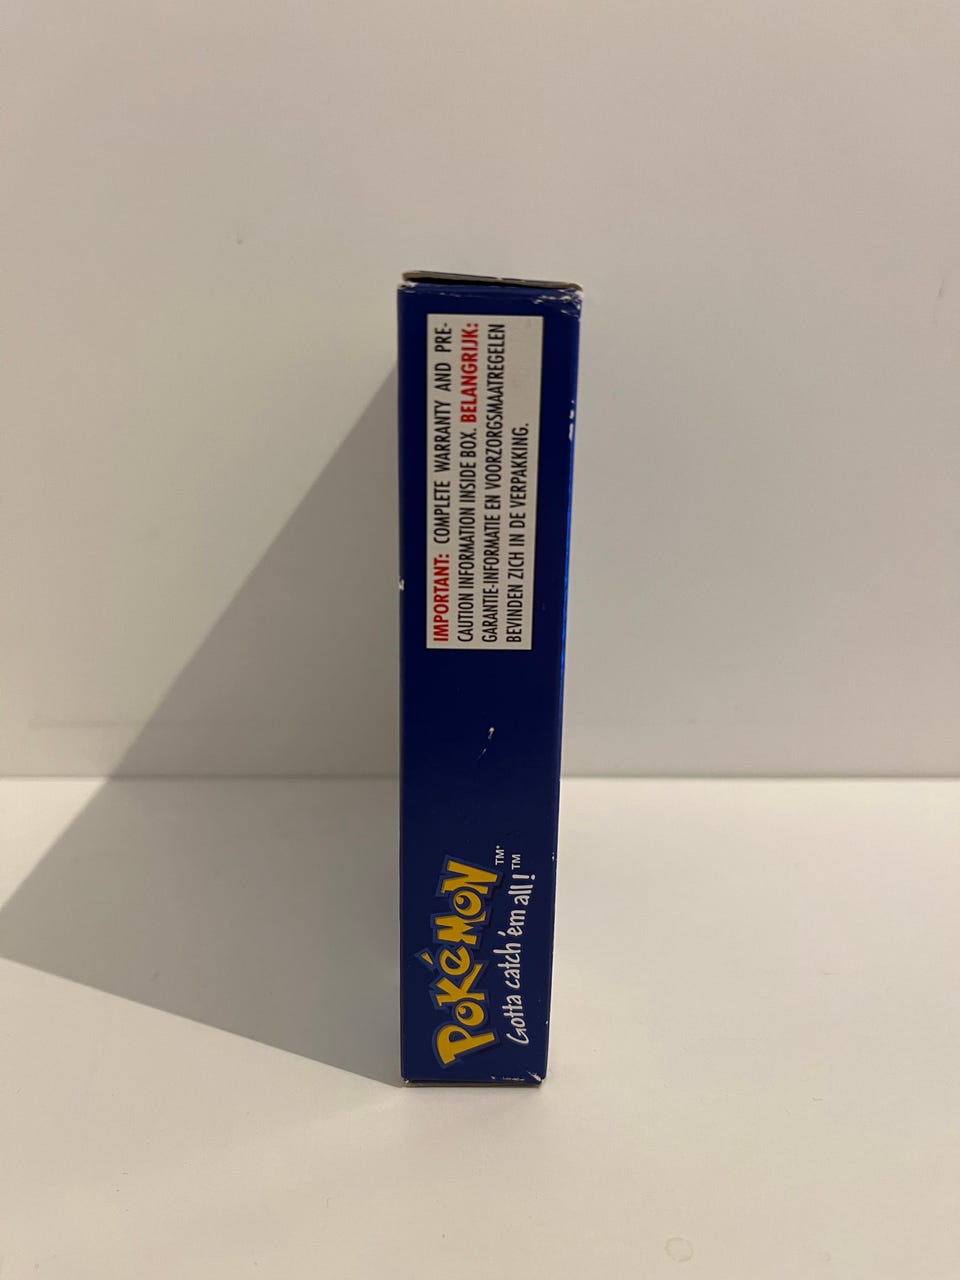 IMPORTANT: COMPLETE WARRANTY AND PRE-
CAUTION INFORMATION INSIDE BOX. BELANGRIJK:
GARANTIE-INFORMATIE EN VOORZORGSMAATREGELEN
BEVINDEN ZICH IN DE VERPAKKING.
POKéMON™
Gotta catch 'em all!™